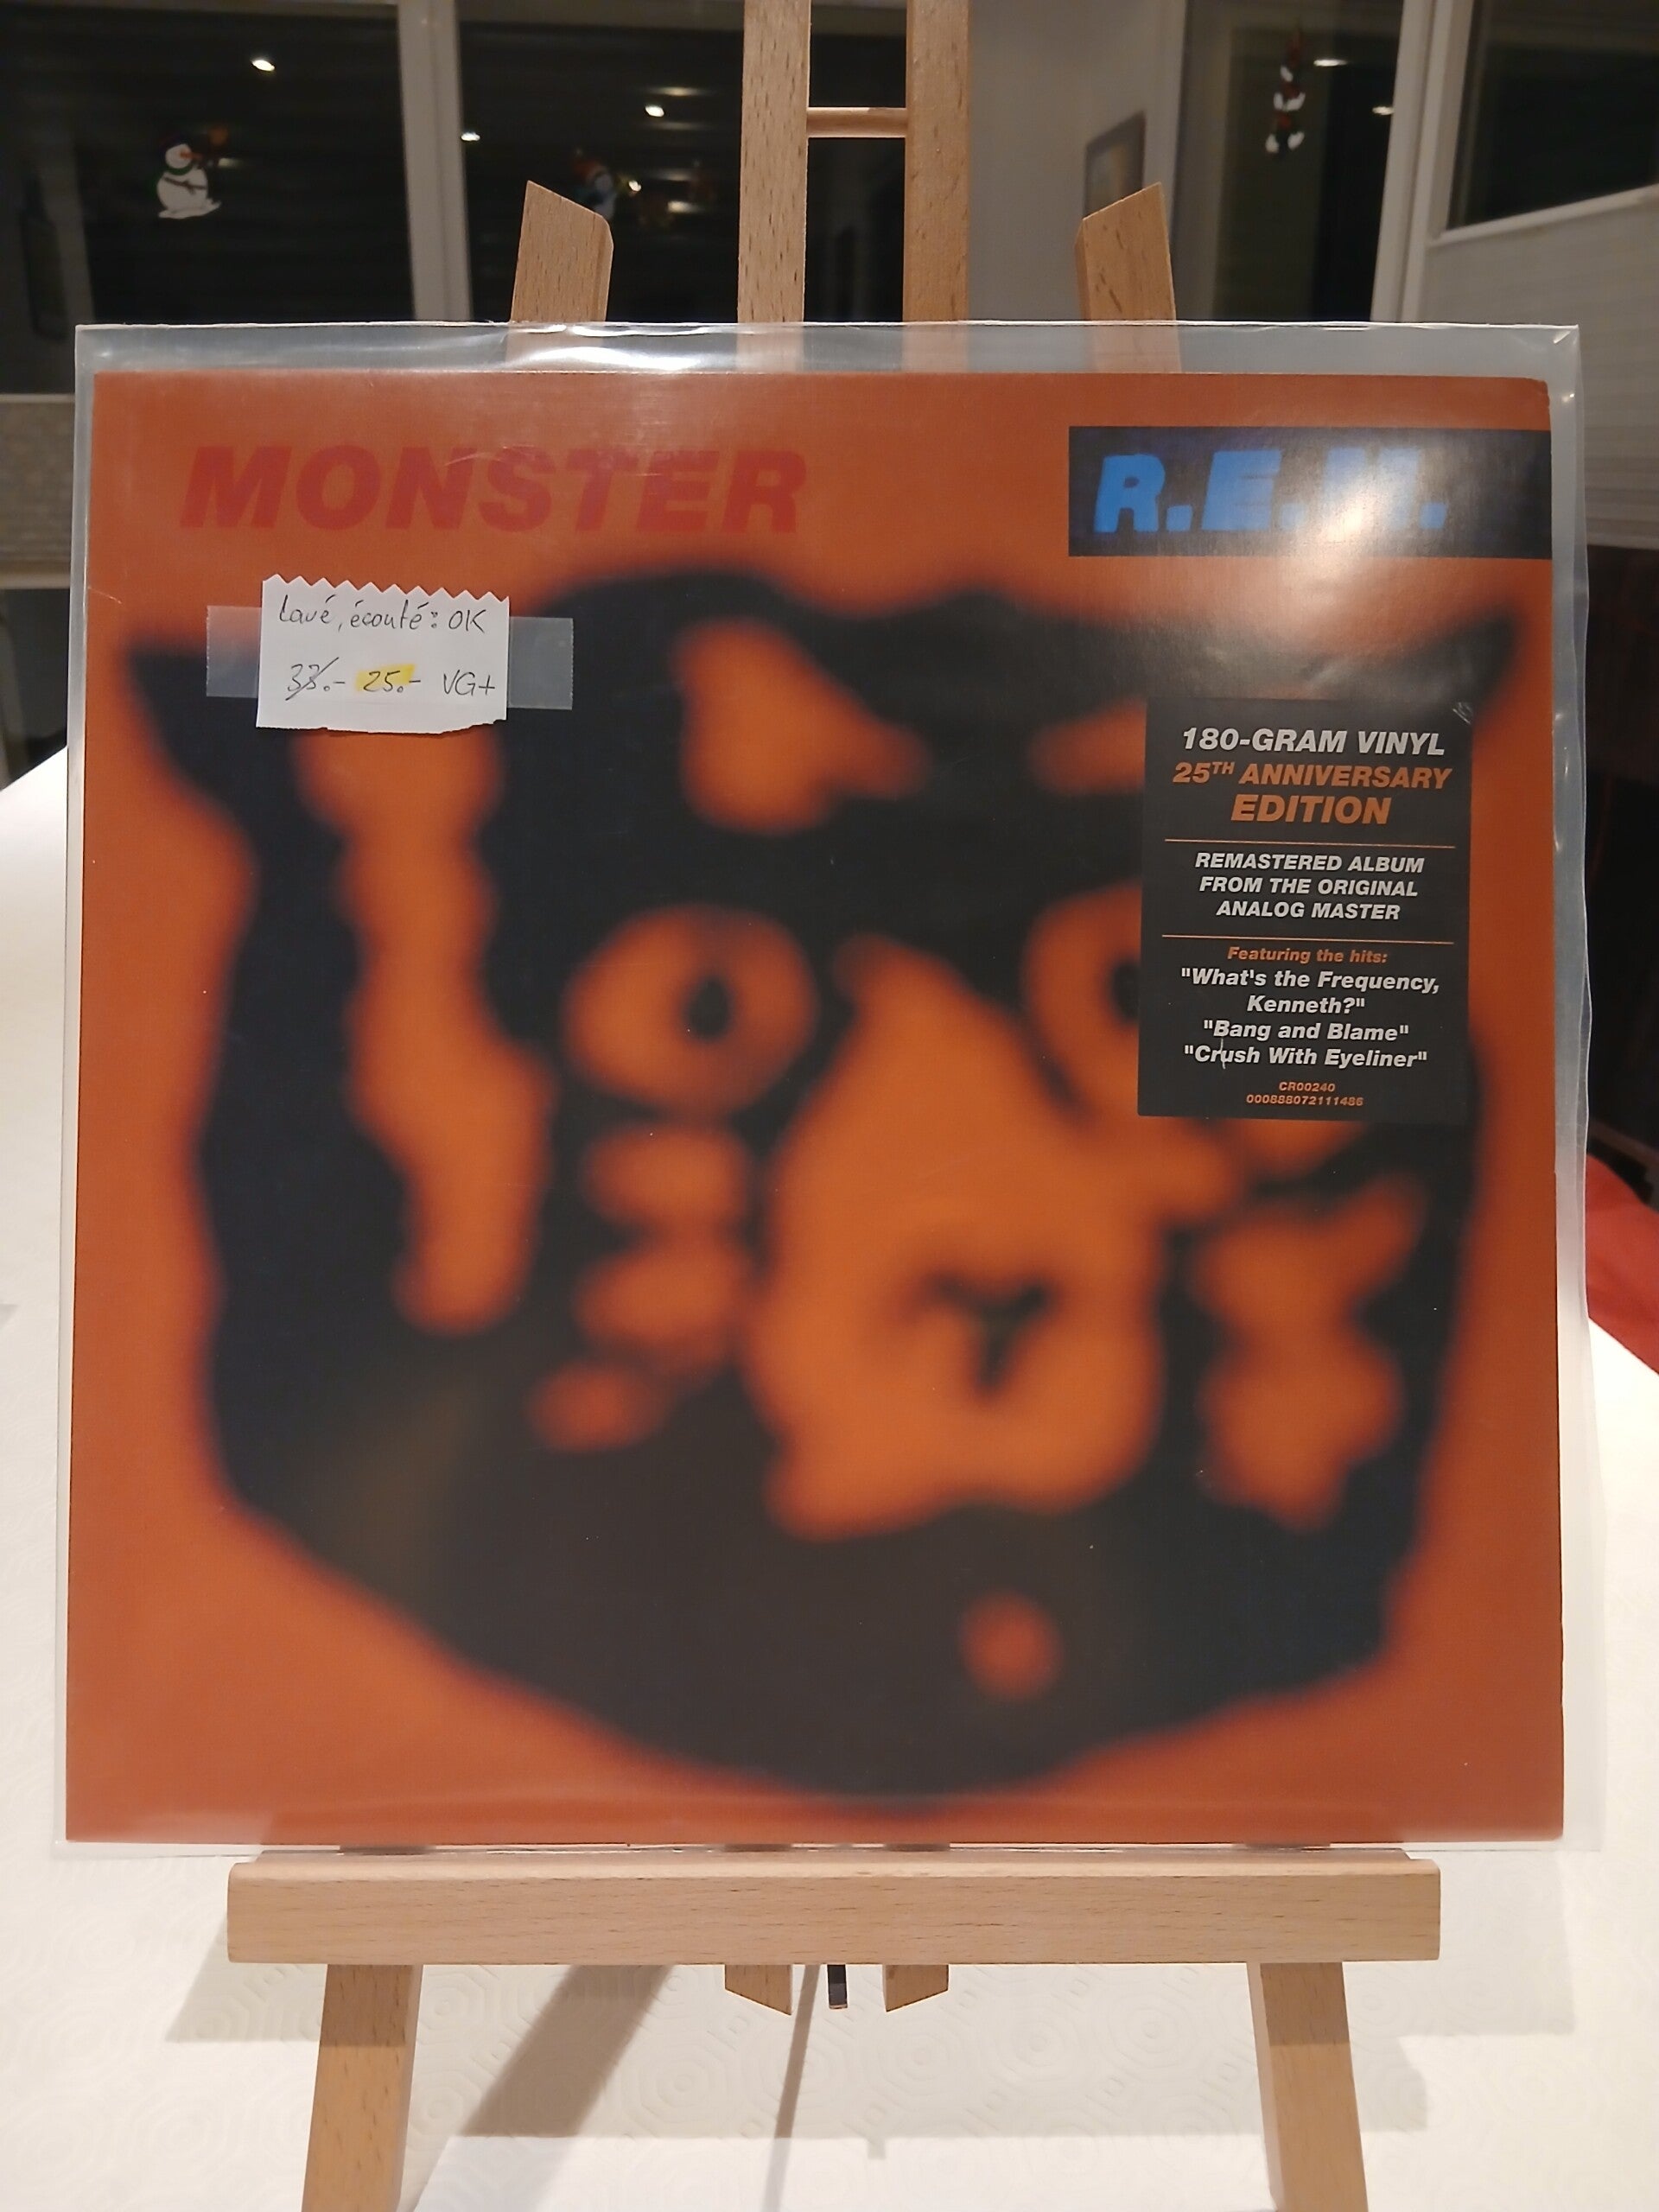 MONSTER
R.E.M.
Lavé, écouté: OK
33.- 25.- VG+
180-GRAM VINYL
25TH ANNIVERSARY
EDITION
REMASTERED ALBUM
FROM THE ORIGINAL
ANALOG MASTER
Featuring the hits:
"What's the Frequency,
Kenneth?"
"Bang and Blame"
"Crush With Eyeliner"
CR00240
000888072111486